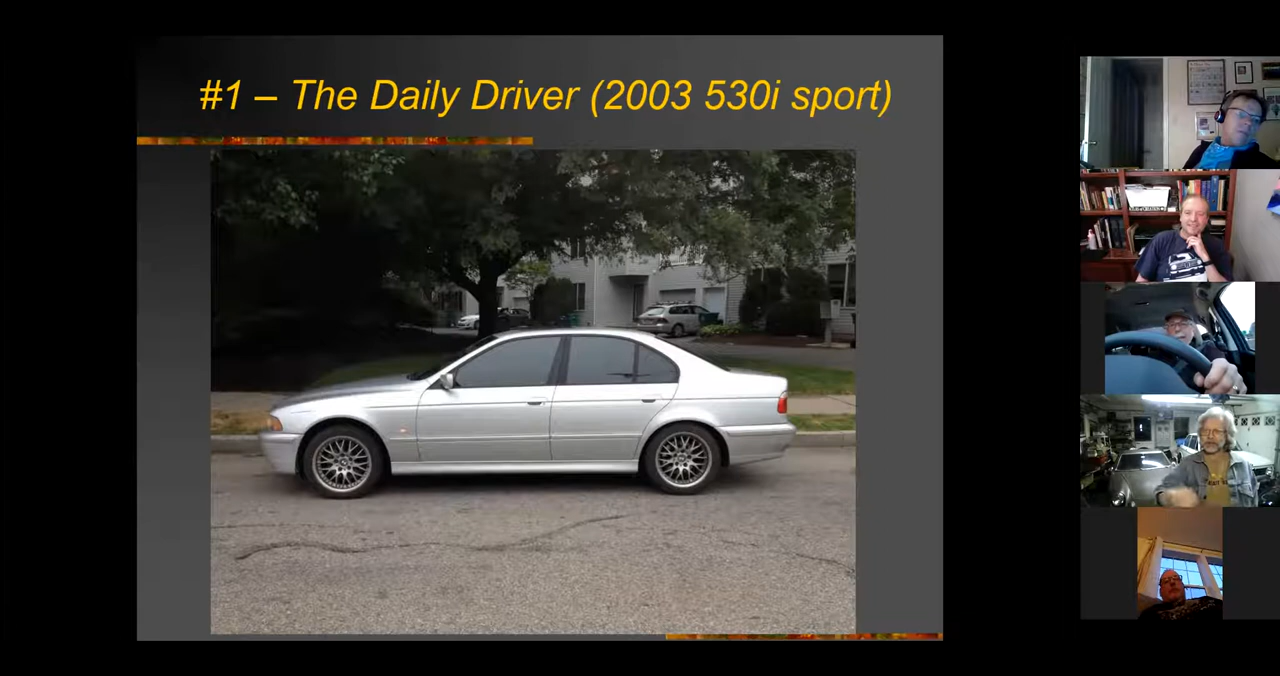 #1 – The Daily Driver (2003 530i sport)